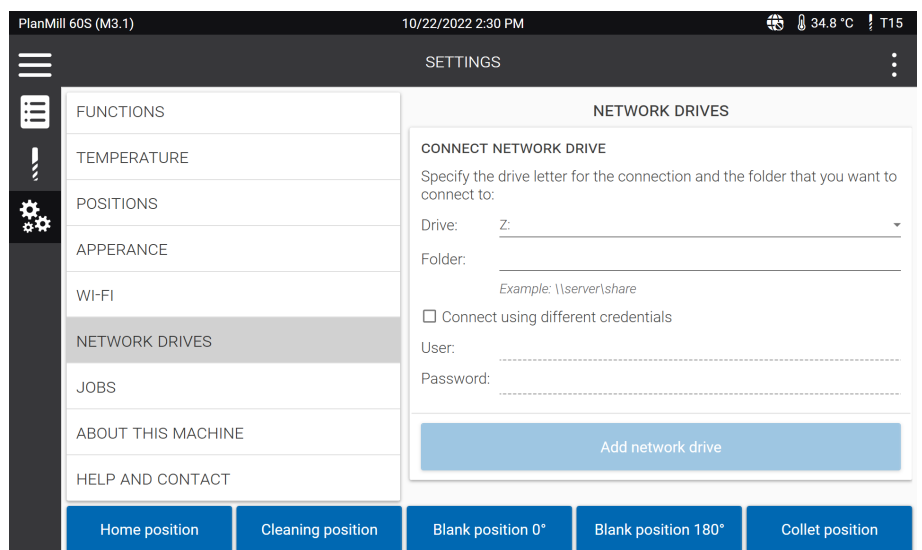 PlanMill 60S (M3.1) 10/22/2022 2:30 PM 34.8 °C T15
SETTINGS
FUNCTIONS
TEMPERATURE
POSITIONS
APPERANCE
WI-FI
NETWORK DRIVES
JOBS
ABOUT THIS MACHINE
HELP AND CONTACT
NETWORK DRIVES
CONNECT NETWORK DRIVE
Specify the drive letter for the connection and the folder that you want to
connect to:
Drive: Z:
Folder:
Example: \\server\share
Connect using different credentials
User:
Password:
Add network drive
Home position Cleaning position Blank position 0° Blank position 180° Collet position